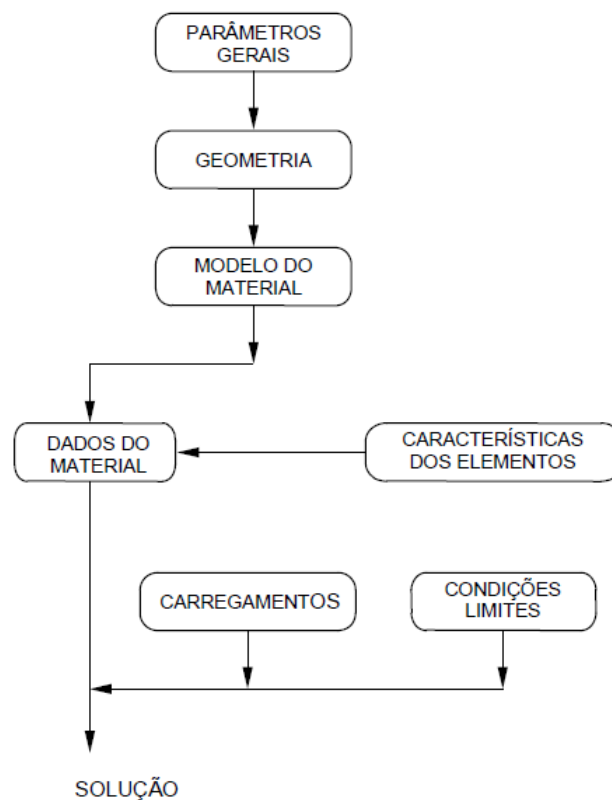 PARÂMETROS
GERAIS
GEOMETRIA
MODELO DO
MATERIAL
DADOS DO
MATERIAL
CARACTERÍSTICAS
DOS ELEMENTOS
CARREGAMENTOS
CONDIÇÕES
LIMITES
SOLUÇÃO